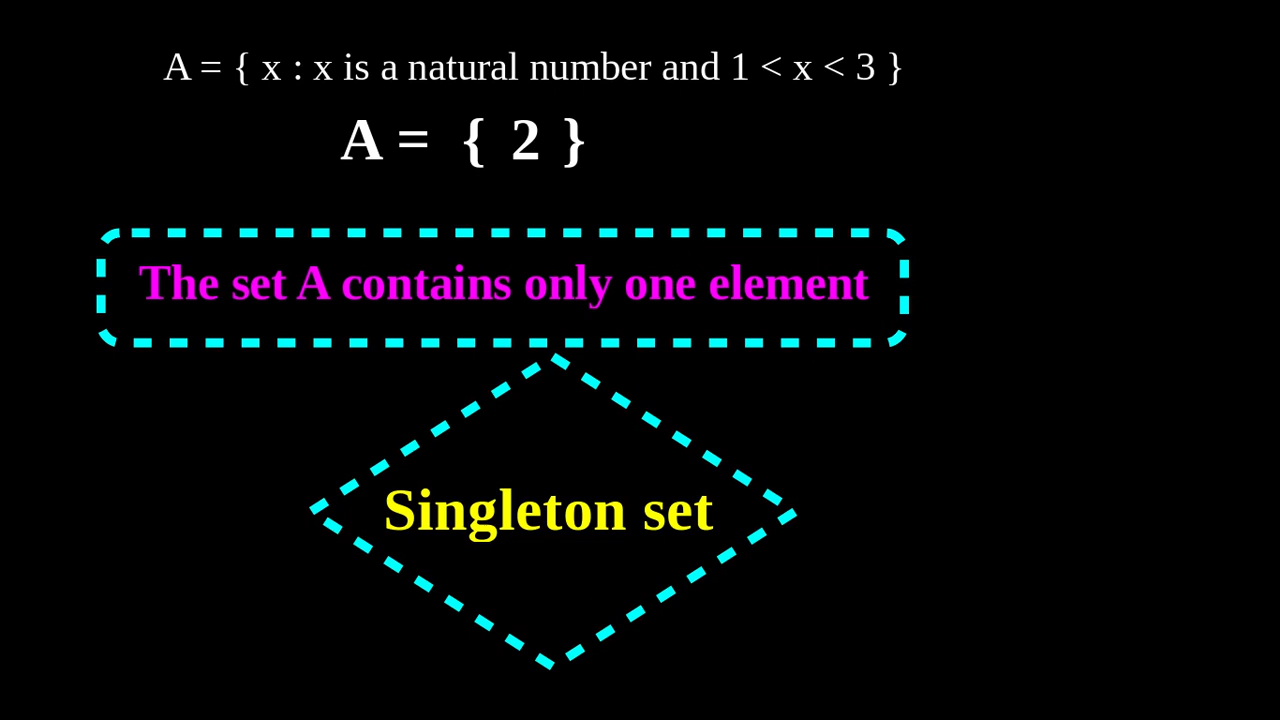 A = { x : x is a natural number and 1 < x < 3 }
A = { 2 }
The set A contains only one element
Singleton set